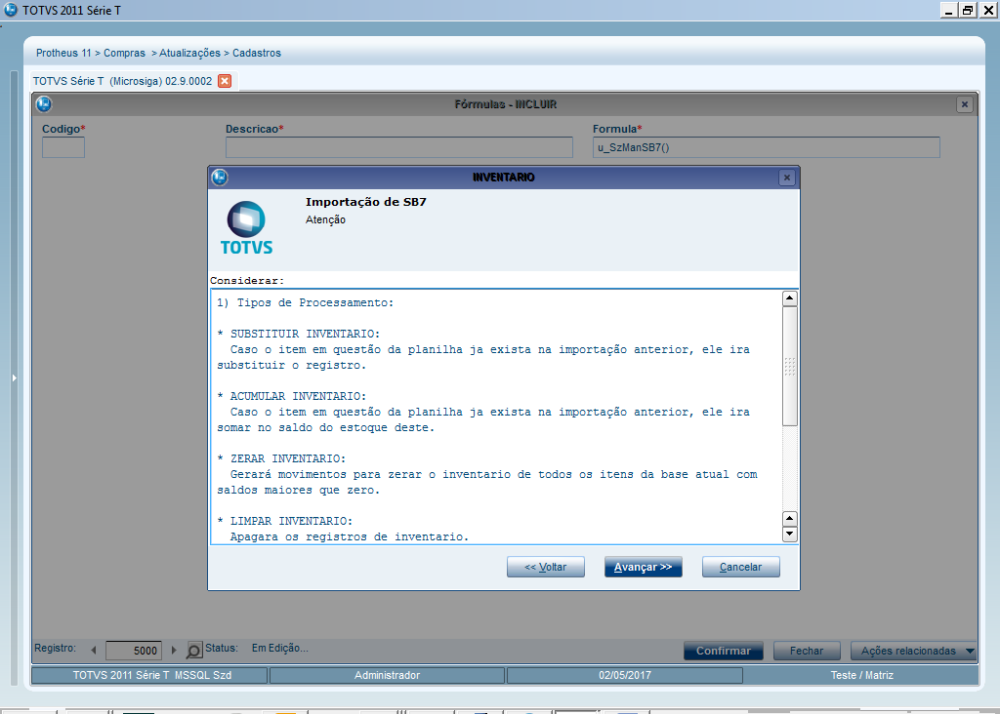 TOTVS 2011 Série T
Protheus 11 > Compras > Atualizações > Cadastros
TOTVS Série T (Microsiga) 02.9.0002
Fórmulas - INCLUIR
Codigo* Descricao* Formula*
u_SzManSB7()
INVENTARIO
Importação de SB7
Atenção
TOTVS
Considerar:
1) Tipos de Processamento:
* SUBSTITUIR INVENTARIO:
Caso o item em questão da planilha ja exista na importação anterior, ele ira
substituir o registro.
* ACUMULAR INVENTARIO:
Caso o item em questão da planilha ja exista na importação anterior, ele ira
somar no saldo do estoque deste.
* ZERAR INVENTARIO:
Gerará movimentos para zerar o inventario de todos os itens da base atual com
saldos maiores que zero.
* LIMPAR INVENTARIO:
Apagara os registros de inventario.
<< Voltar Avançar >> Cancelar
Registro: 5000 Status: Em Edição... Confirmar Fechar Ações relacionadas
TOTVS 2011 Série T MSSQL Szd Administrador 02/05/2017 Teste / Matriz